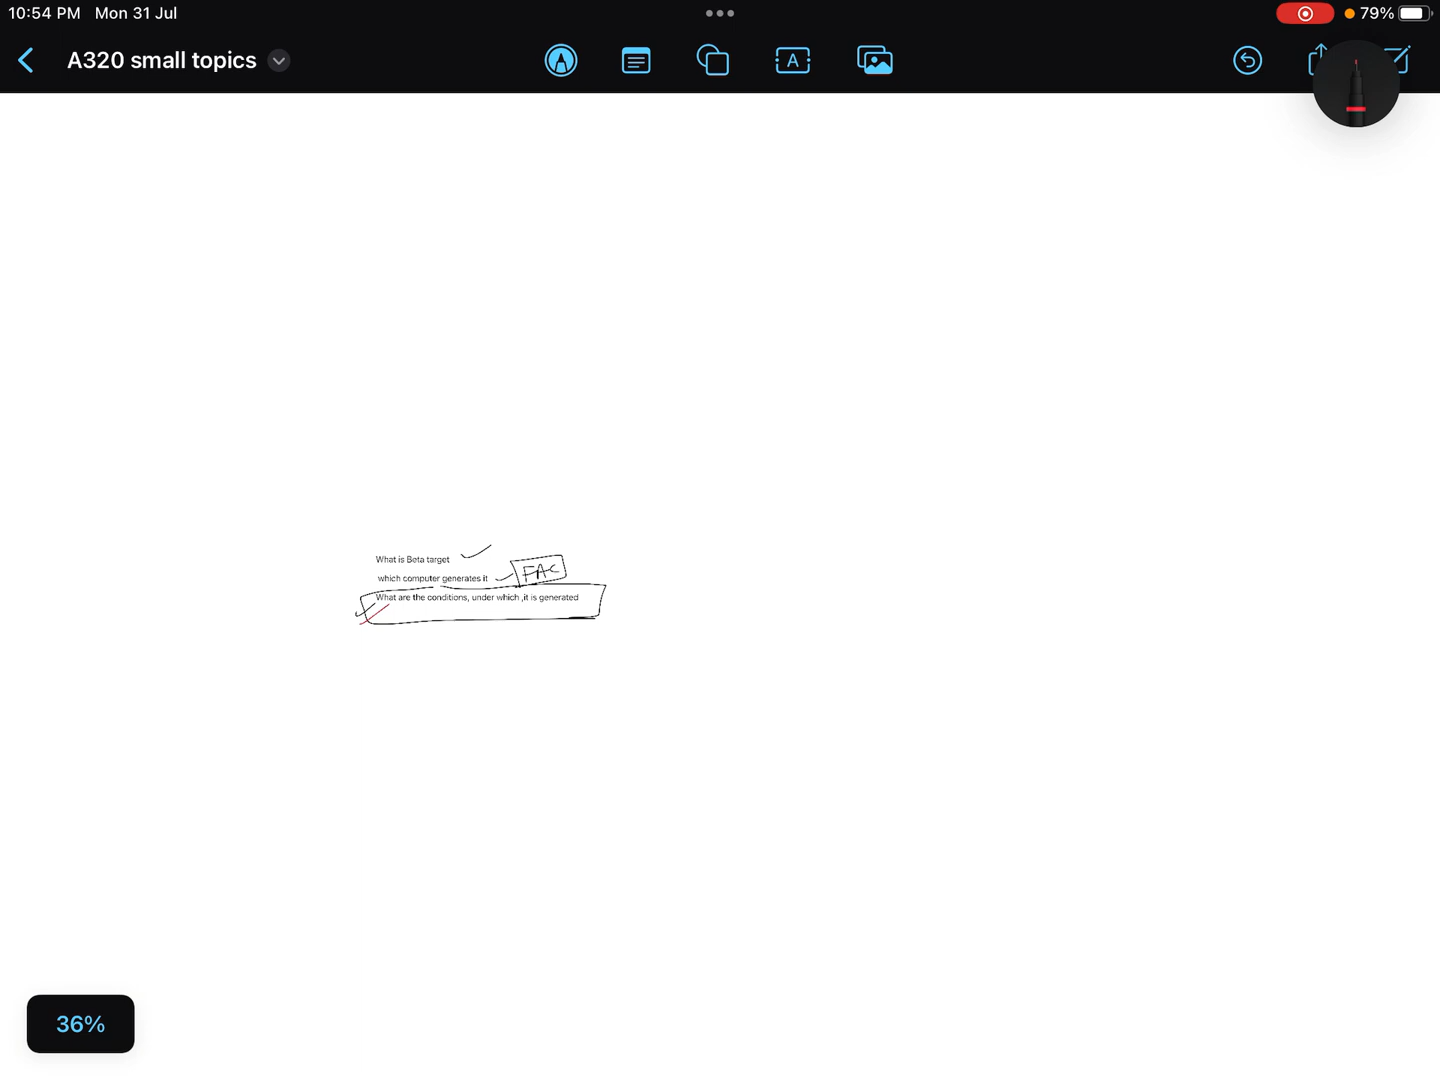 10:54 PM Mon 31 Jul
79%
A320 small topics
A
What is Beta target
which computer generates it FAC
What are the conditions, under which ,it is generated
36%